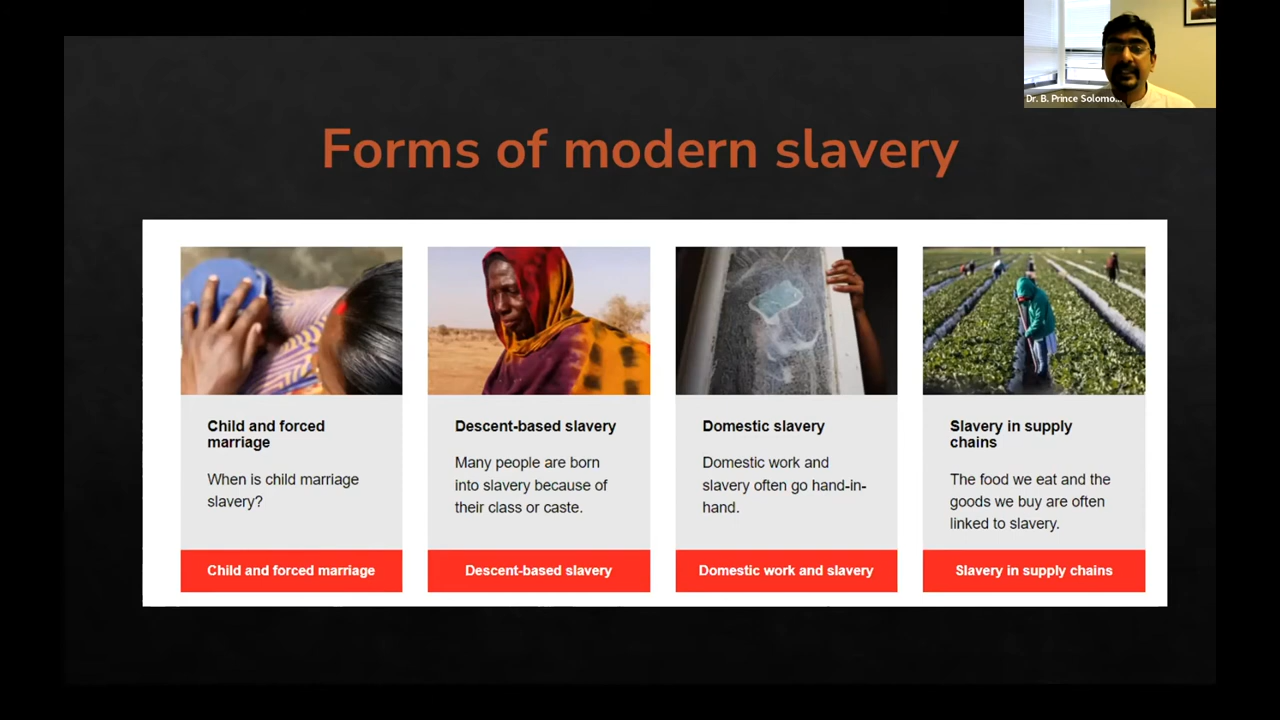 Dr. B. Prince Solomo...
Forms of modern slavery
Child and forced
marriage
When is child marriage
slavery?
Child and forced marriage
Descent-based slavery
Many people are born
into slavery because of
their class or caste.
Descent-based slavery
Domestic slavery
Domestic work and
slavery often go hand-in-
hand.
Domestic work and slavery
Slavery in supply
chains
The food we eat and the
goods we buy are often
linked to slavery.
Slavery in supply chains